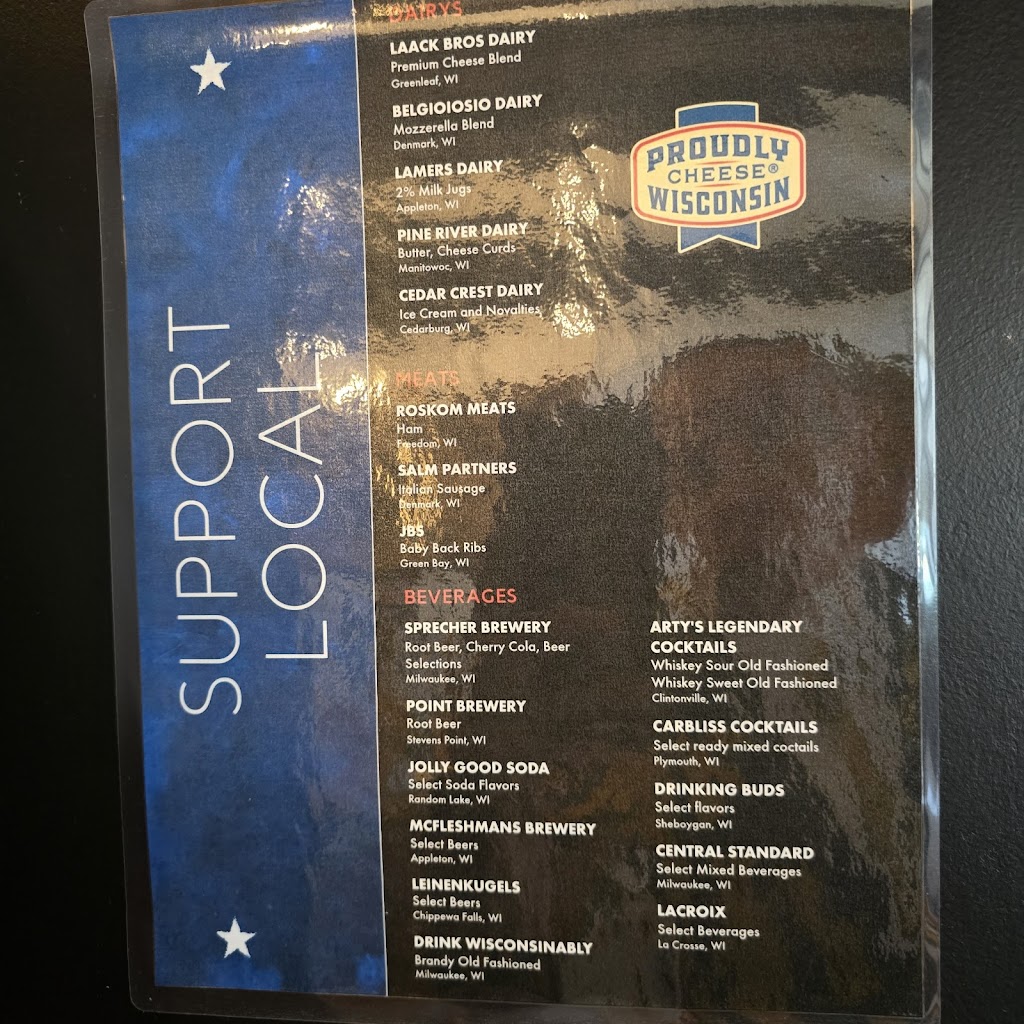 SUPPORT
LOCAL
DAIRYS
LAACK BROS DAIRY
Premium Cheese Blend
Greenleaf, WI
BELGIOIOSIO DAIRY
Mozzerella Blend
Denmark, WI
LAMERS DAIRY
2% Milk Jugs
Appleton, WI
PINE RIVER DAIRY
Butter, Cheese Curds
Manitowoc, WI
CEDAR CREST DAIRY
Ice Cream and Novalties
Cedarburg, WI
PROUDLY
CHEESE®
WISCONSIN
MEATS
ROSKOM MEATS
Ham
Freedom, WI
SALM PARTNERS
Italian Sausage
Denmark, WI
JBS
Baby Back Ribs
Green Bay, WI
BEVERAGES
SPRECHER BREWERY
Root Beer, Cherry Cola, Beer
Selections
Milwaukee, WI
POINT BREWERY
Root Beer
Stevens Point, WI
JOLLY GOOD SODA
Select Soda Flavors
Random Lake, WI
MCFLESHMANS BREWERY
Select Beers
Appleton, WI
LEINENKUGELS
Select Beers
Chippewa Falls, WI
DRINK WISCONSINABLY
Brandy Old Fashioned
Milwaukee, WI
ARTY'S LEGENDARY
COCKTAILS
Whiskey Sour Old Fashioned
Whiskey Sweet Old Fashioned
Clintonville, WI
CARBLISS COCKTAILS
Select ready mixed coctails
Plymouth, WI
DRINKING BUDS
Select flavors
Sheboygan, WI
CENTRAL STANDARD
Select Mixed Beverages
Milwaukee, WI
LACROIX
Select Beverages
La Crosse, WI